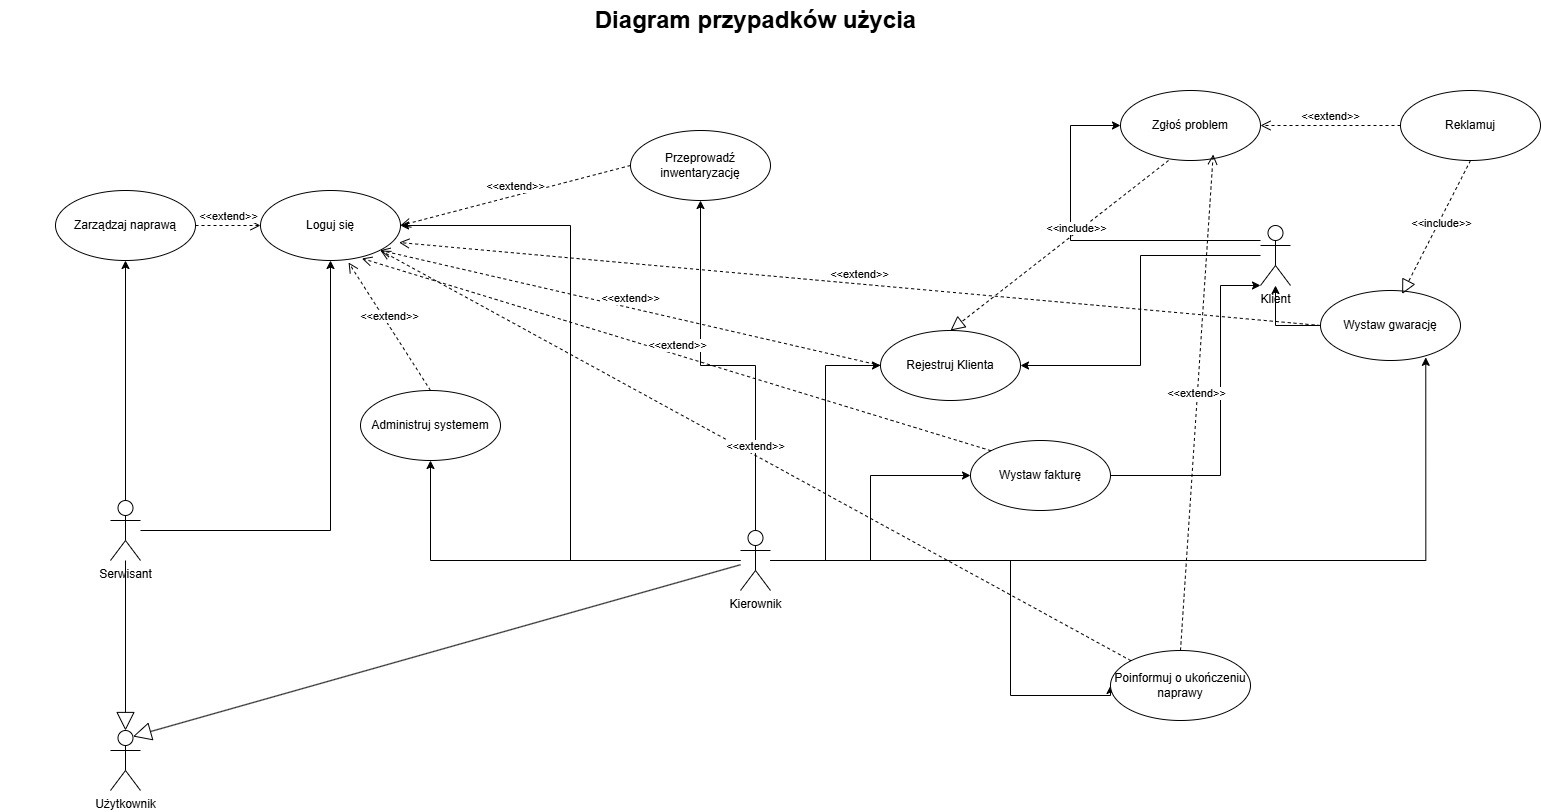 Diagram przypadków użycia
Zgłoś problem
<<extend>>
Reklamuj
Przeprowadź
inwentaryzację
<<extend>>
Zarządzaj naprawą
<<extend>>
Loguj się
<<include>>
<<include>>
<<extend>>
Klient
<<extend>>
<<extend>>
Wystaw gwarację
<<extend>>
Rejestruj Klienta
<<extend>>
Administruj systemem
<<extend>>
Wystaw fakturę
Serwisant
Kierownik
Poinformuj o ukończeniu
naprawy
Użytkownik